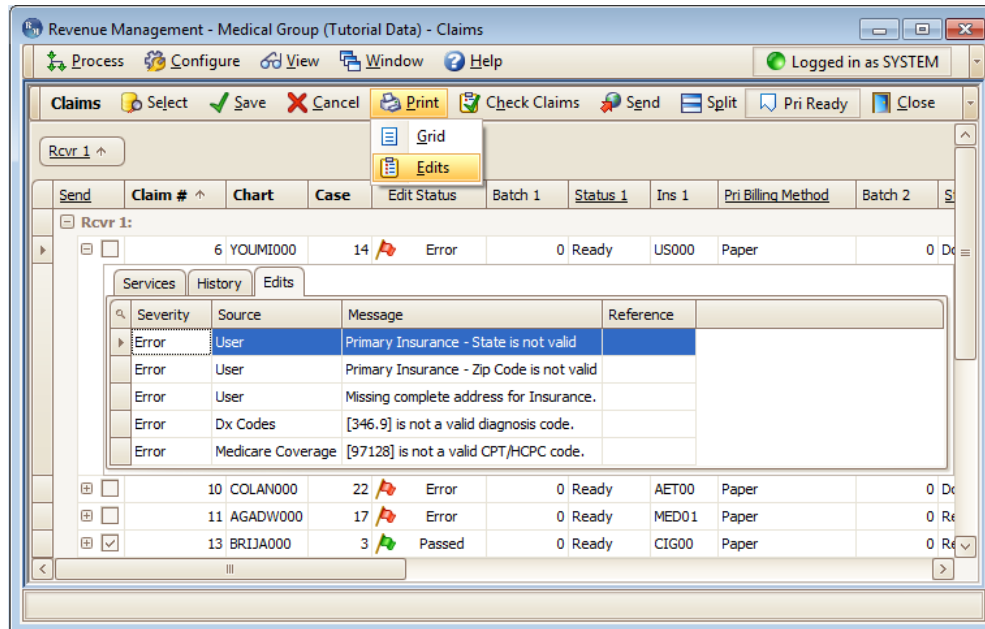 Revenue Management - Medical Group (Tutorial Data) - Claims
Process Configure View Window Help Logged in as SYSTEM
Claims Select Save Cancel Print Check Claims Send Split Pri Ready Close
Grid
Rcvr 1
Edits
Send Claim # Chart Case Edit Status Batch 1 Status 1 Ins 1 Pri Billing Method Batch 2 S
Rcvr 1:
6 YOUMI000 14 Error 0 Ready US000 Paper 0 Do
Services History Edits
Severity Source Message Reference
Error User Primary Insurance - State is not valid
Error User Primary Insurance - Zip Code is not valid
Error User Missing complete address for Insurance.
Error Dx Codes [346.9] is not a valid diagnosis code.
Error Medicare Coverage [97128] is not a valid CPT/HCPC code.
10 COLAN000 22 Error 0 Ready AET00 Paper 0 Do
11 AGADW000 17 Error 0 Ready MED01 Paper 0 Re
13 BRIJA000 3 Passed 0 Ready CIG00 Paper 0 Re